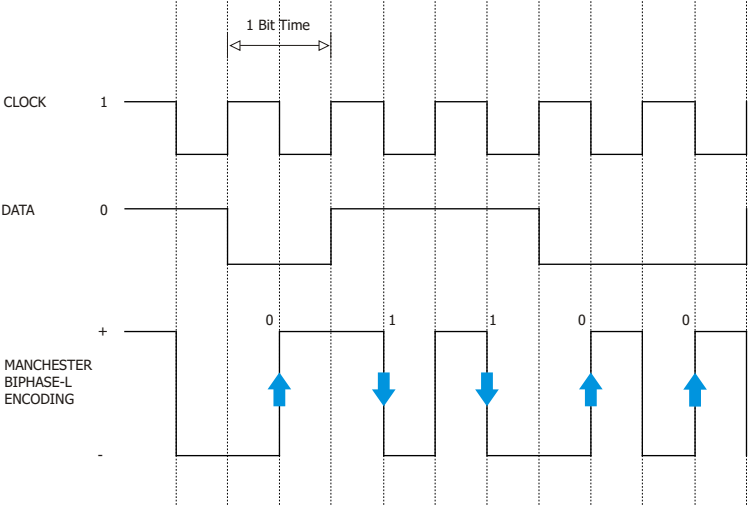 1 Bit Time
CLOCK 1
DATA 0
0 1 1 0 0
+
MANCHESTER
BIPHASE-L
ENCODING
-